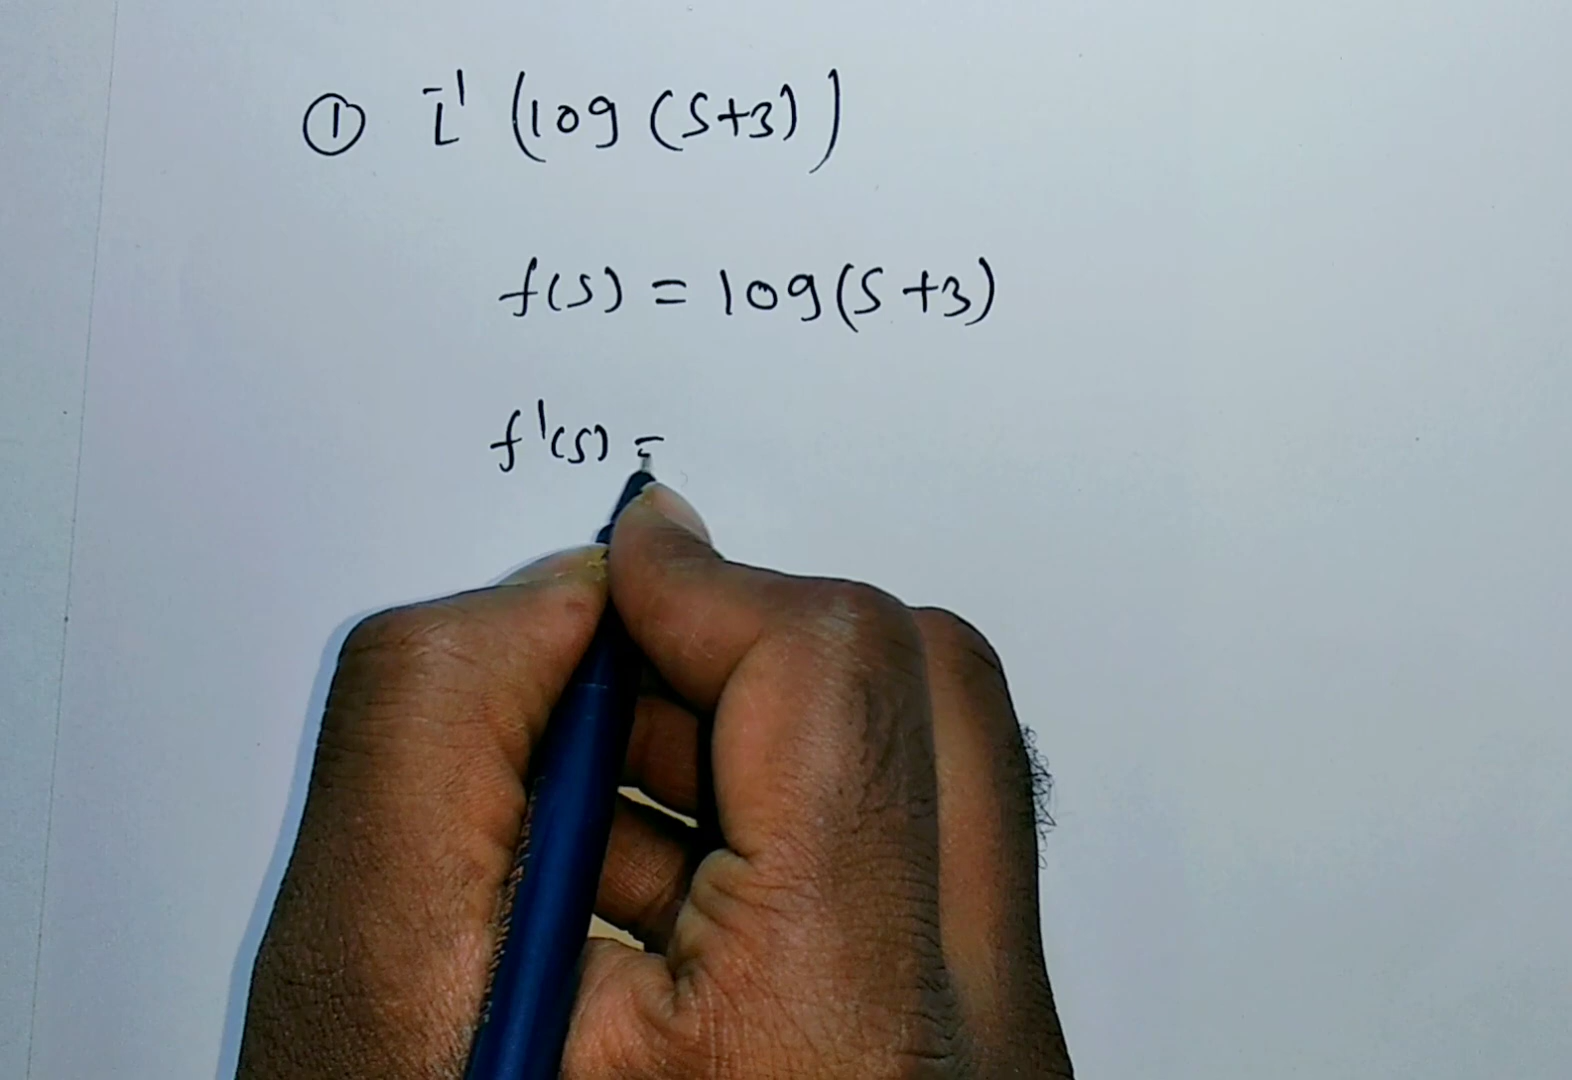 ① L⁻¹ (log (s+3))
f(s) = log(s+3)
f'(s) =